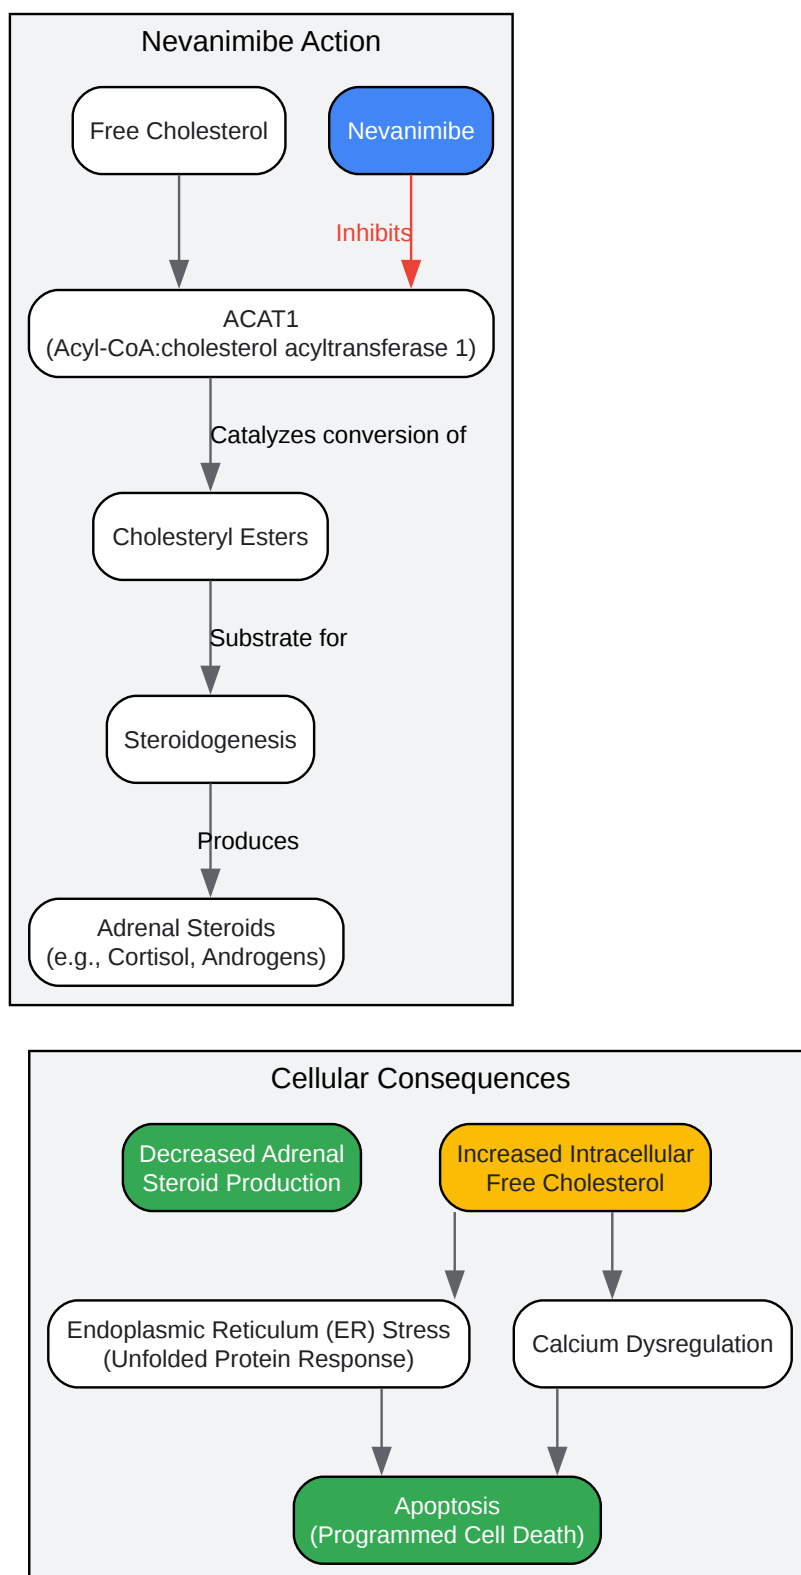 Nevanimibe Action
Free Cholesterol
Nevanimibe
Inhibits
ACAT1
(Acyl-CoA:cholesterol acyltransferase 1)
Catalyzes conversion of
Cholesteryl Esters
Substrate for
Steroidogenesis
Produces
Adrenal Steroids
(e.g., Cortisol, Androgens)
Cellular Consequences
Decreased Adrenal
Steroid Production
Increased Intracellular
Free Cholesterol
Endoplasmic Reticulum (ER) Stress
(Unfolded Protein Response)
Calcium Dysregulation
Apoptosis
(Programmed Cell Death)